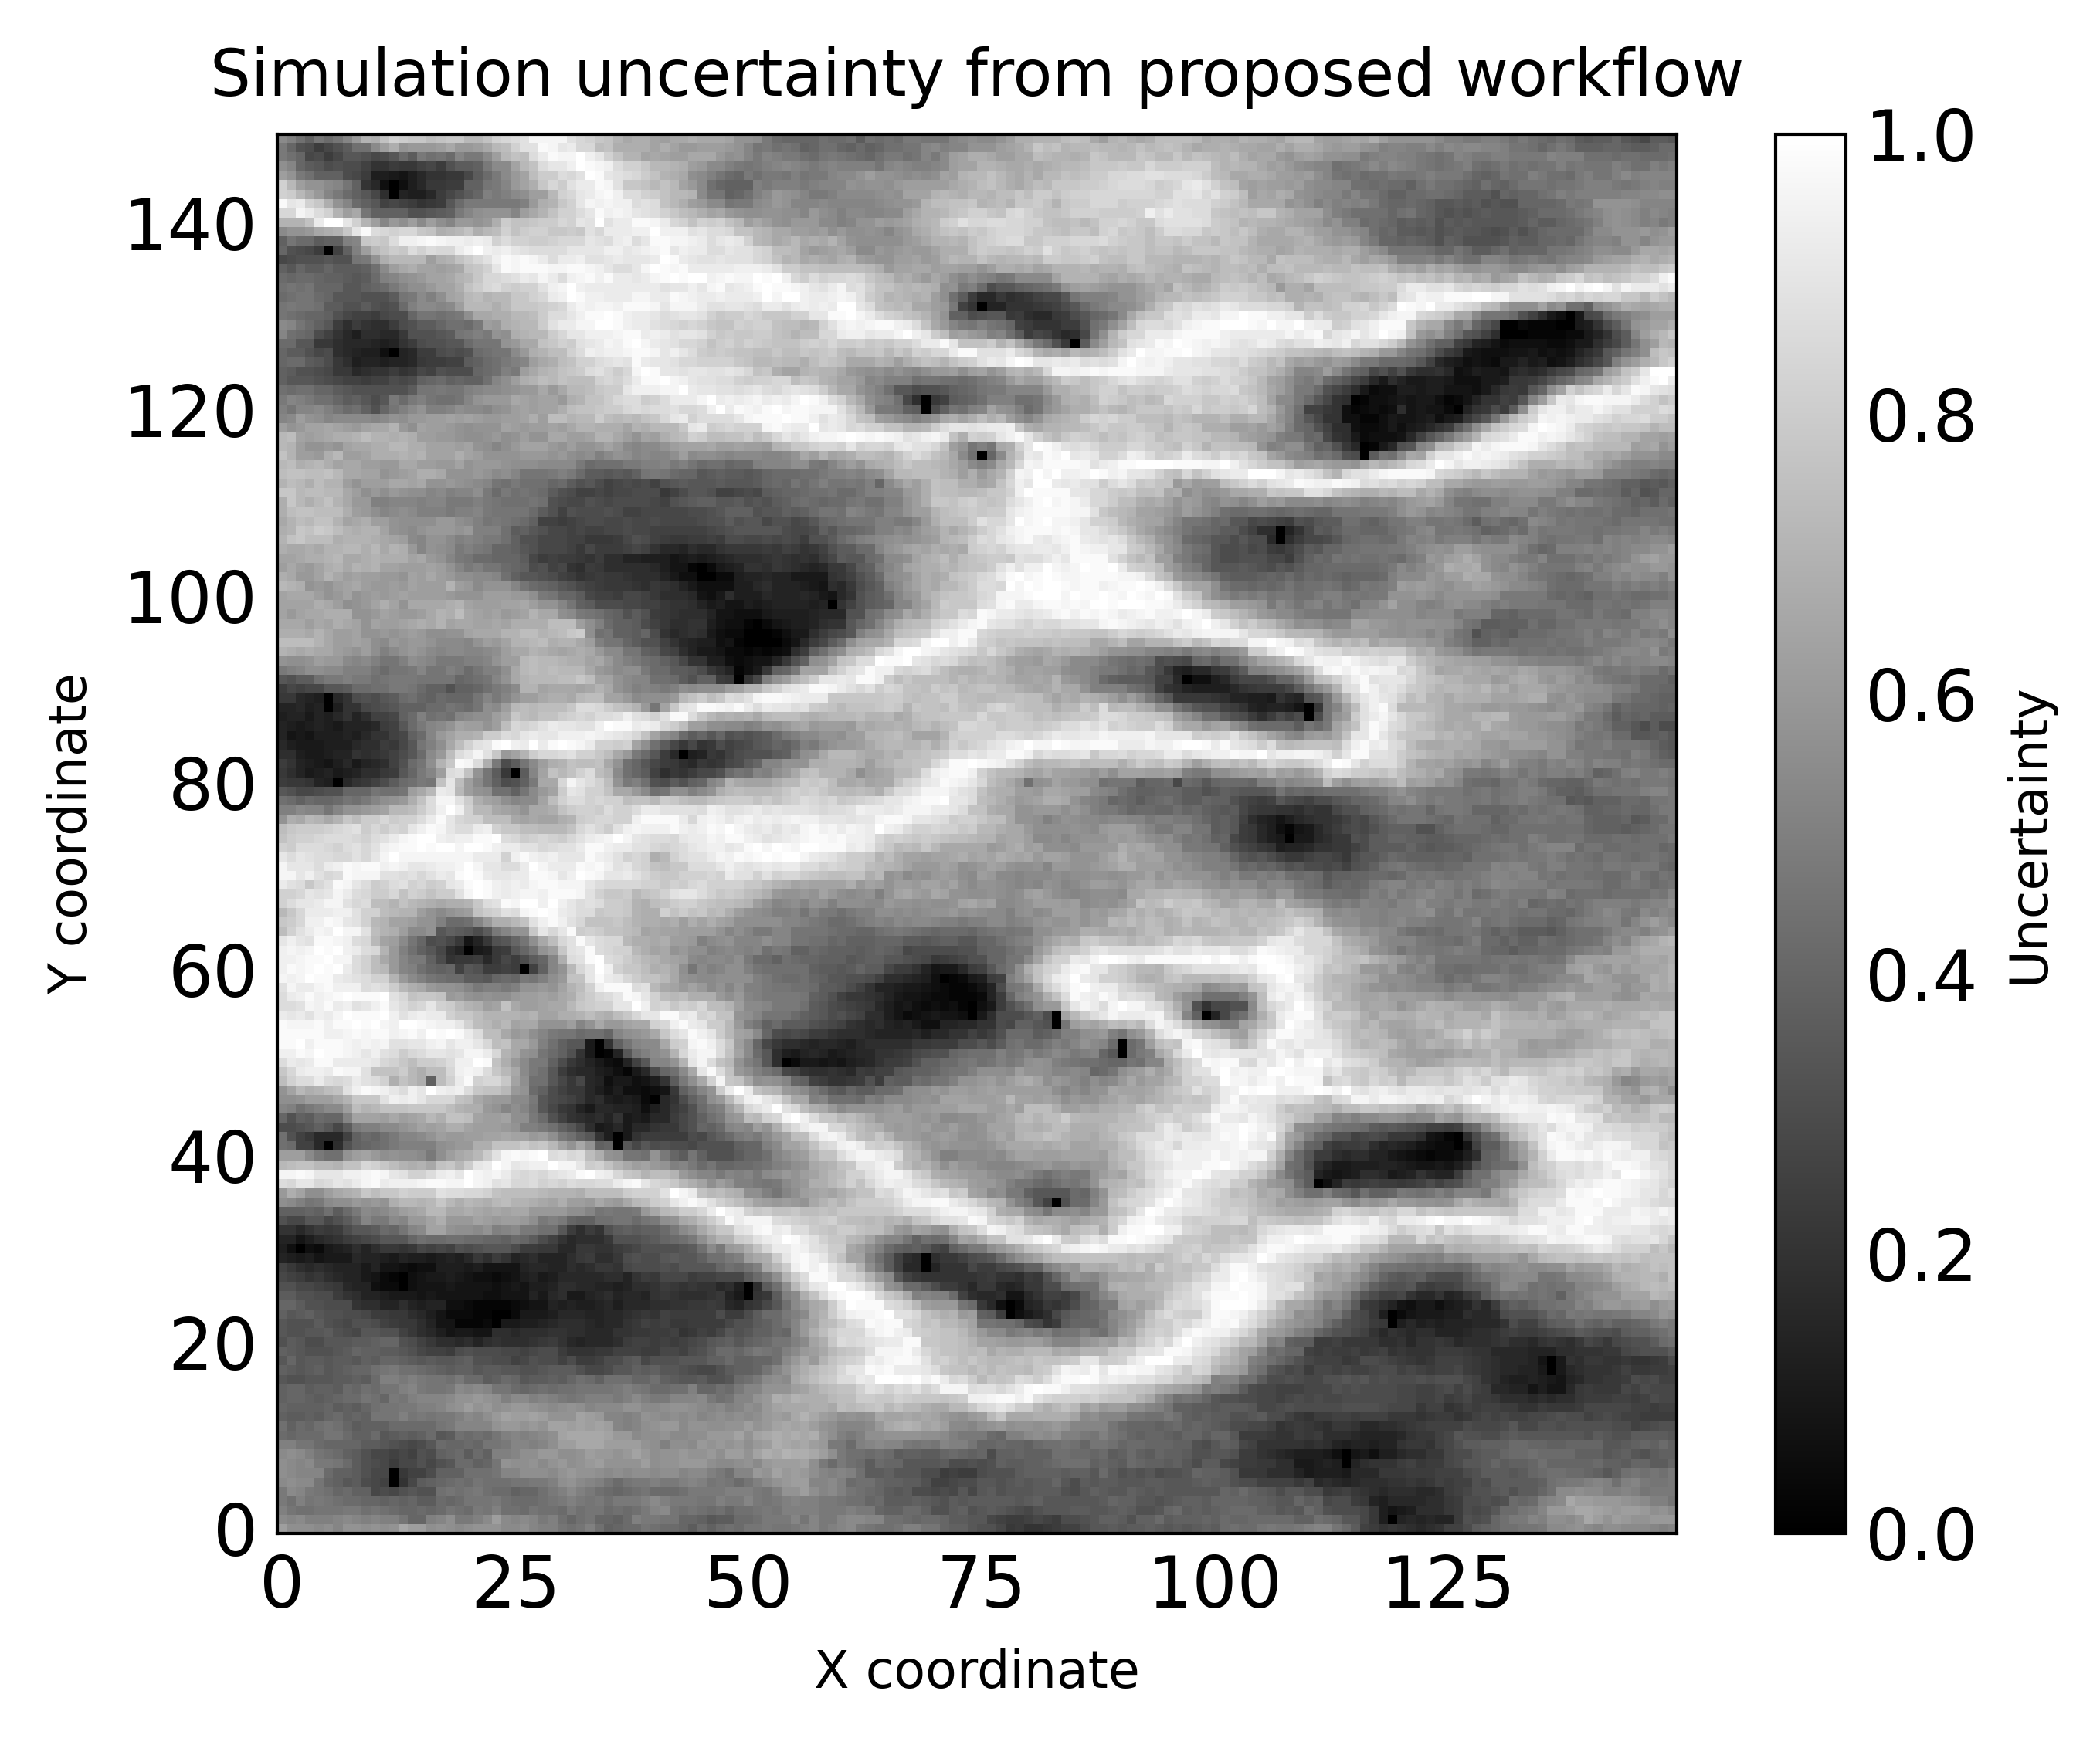 Simulation uncertainty from proposed workflow
1.0
140
120
0.8
100
0.6
80
60
0.4
40
0.2
20
0
0.0
0 25 50 75 100 125
X coordinate
Y coordinate
Uncertainty